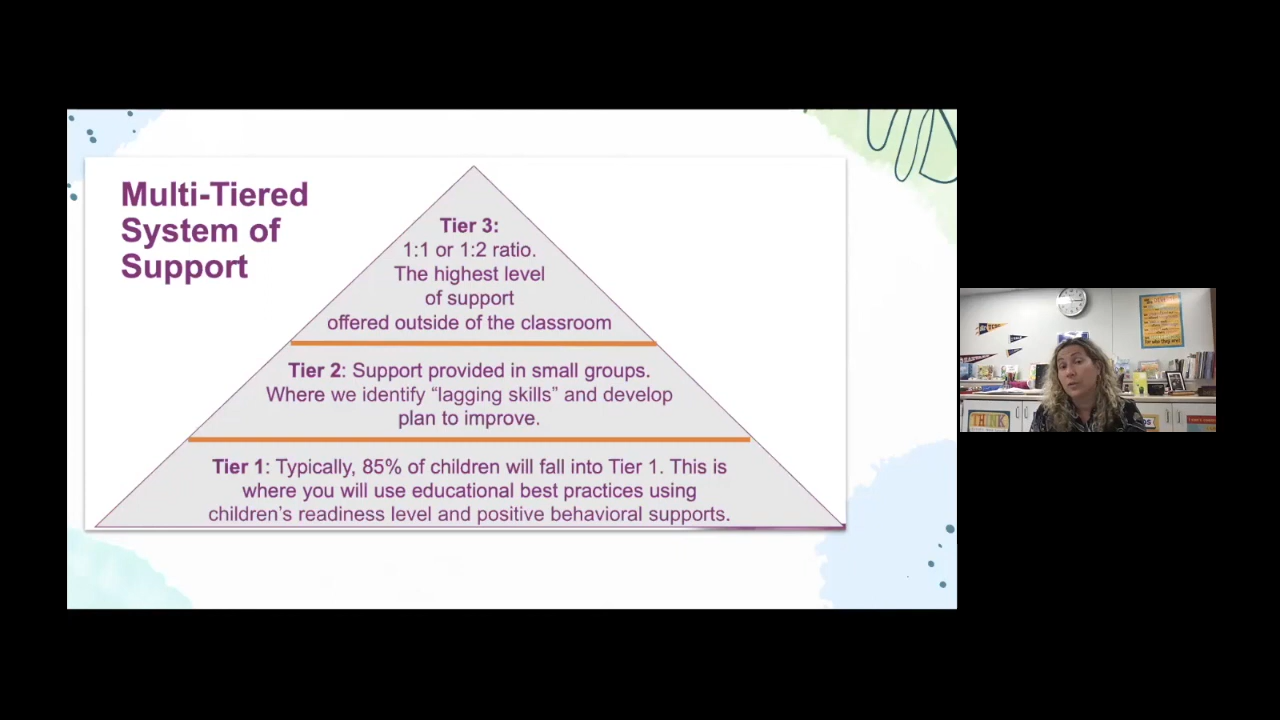 Multi-Tiered
System of
Support
Tier 3:
1:1 or 1:2 ratio.
The highest level
of support
offered outside of the classroom
Tier 2: Support provided in small groups.
Where we identify “lagging skills” and develop
plan to improve.
Tier 1: Typically, 85% of children will fall into Tier 1. This is
where you will use educational best practices using
children’s readiness level and positive behavioral supports.
THINK